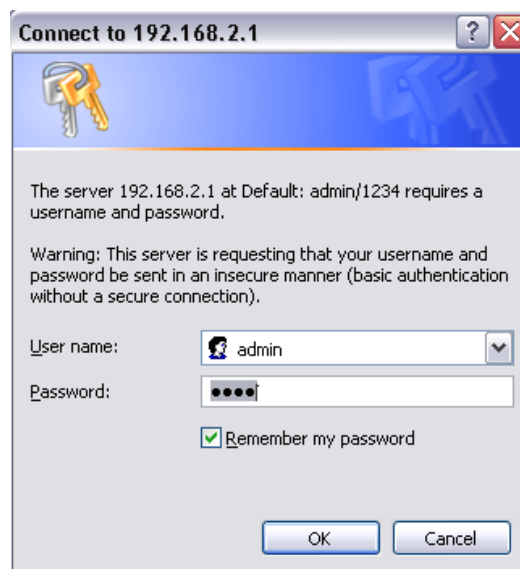 Connect to 192.168.2.1
The server 192.168.2.1 at Default: admin/1234 requires a
username and password.
Warning: This server is requesting that your username and
password be sent in an insecure manner (basic authentication
without a secure connection).
User name:
admin
Password:
●●●●
Remember my password
OK
Cancel